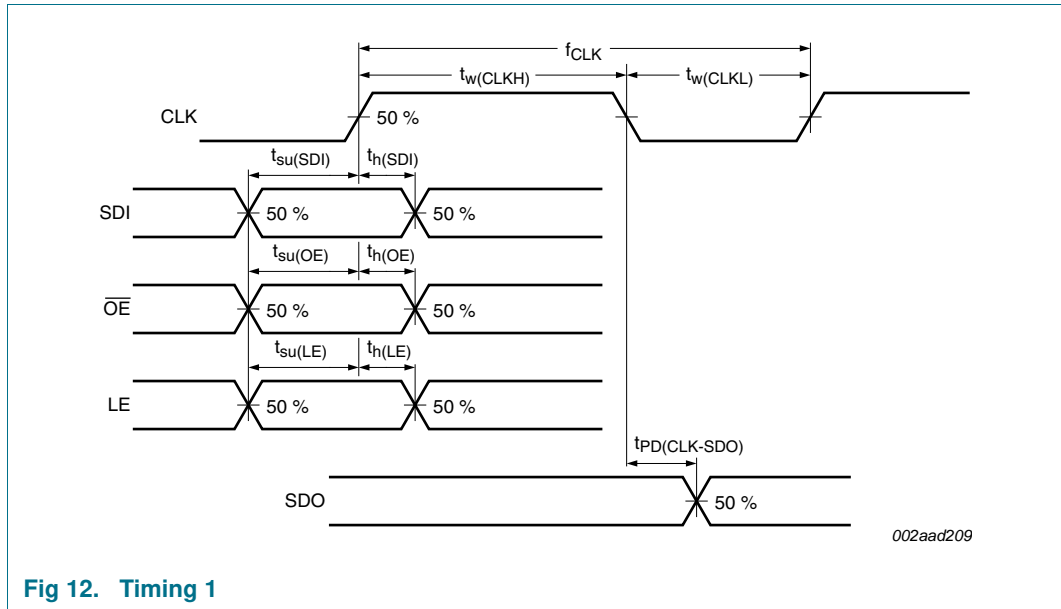 fCLK
tw(CLKH) tw(CLKL)
CLK 50 %
tsu(SDI) th(SDI)
SDI 50 % 50 %
tsu(OE) th(OE)
OE 50 % 50 %
tsu(LE) th(LE)
LE 50 % 50 %
tPD(CLK-SDO)
SDO 50 %
002aad209
Fig 12. Timing 1